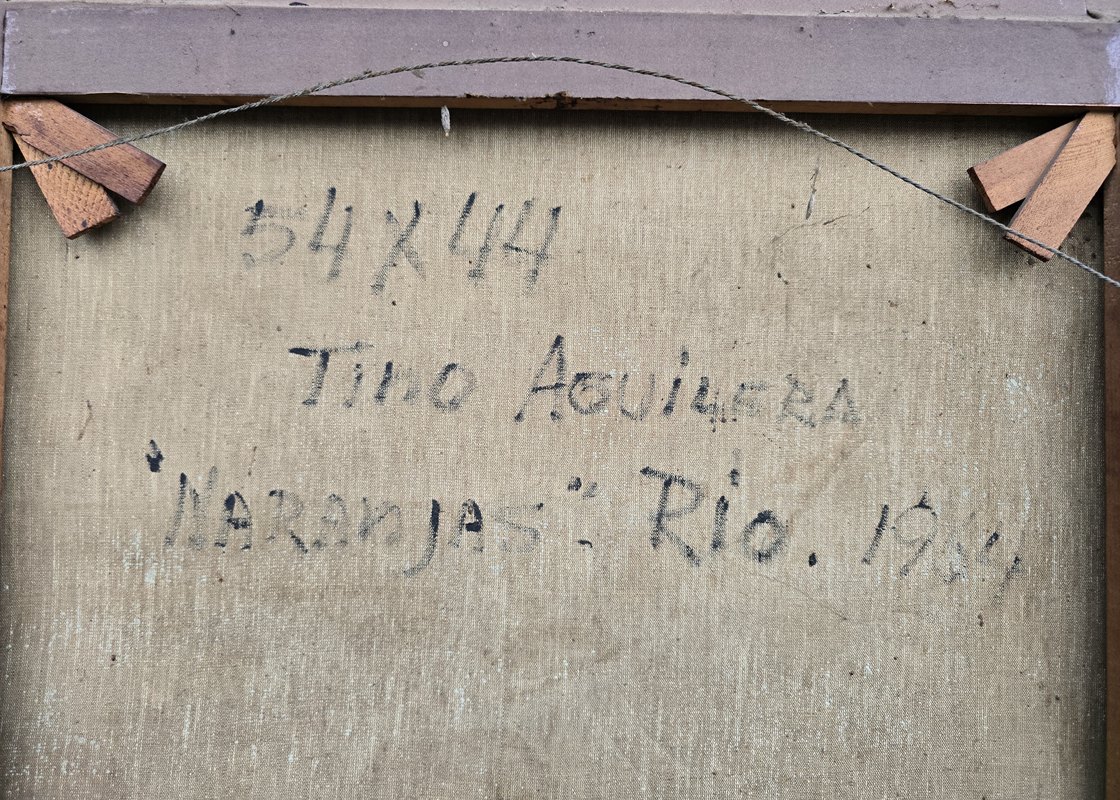 54 X 44
Tino AGUILERA
"NARANJAS". Rio.